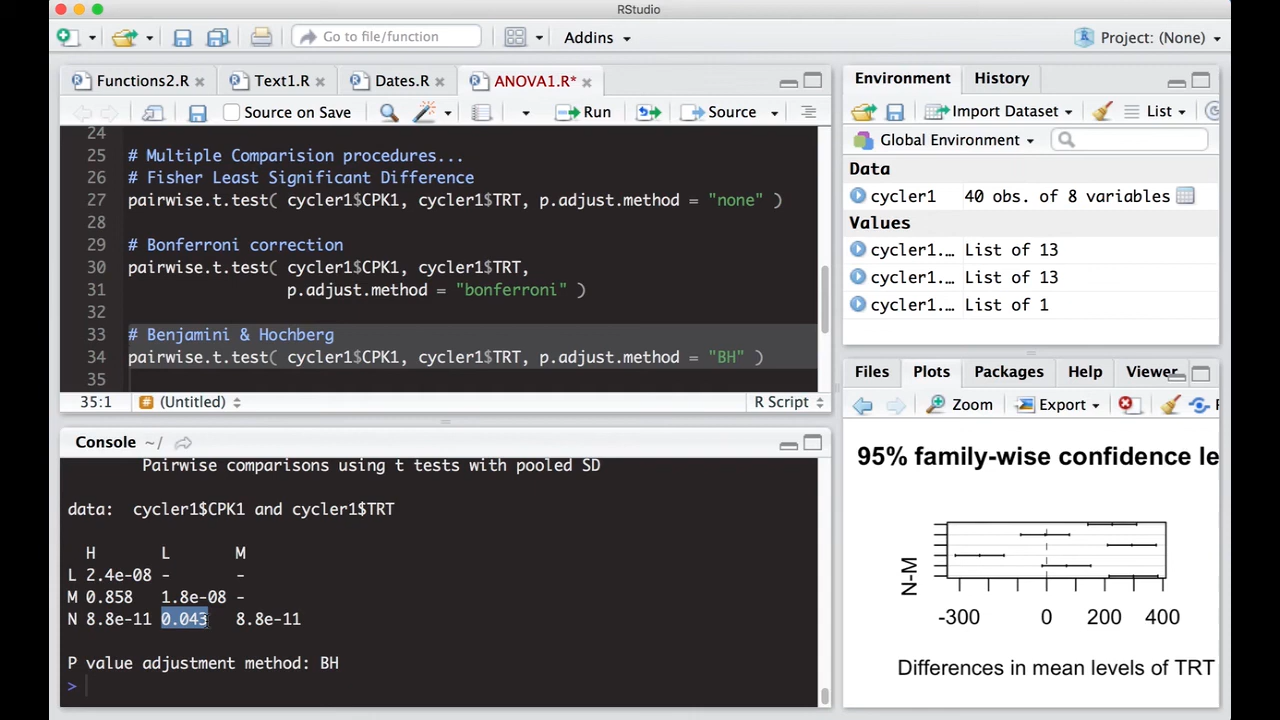 RStudio
Go to file/function
Addins
Project: (None)
Functions2.R
Text1.R
Dates.R
ANOVA1.R*
Source on Save
Run
Source
24
25 # Multiple Comparision procedures...
26 # Fisher Least Significant Difference
27 pairwise.t.test( cycler1$CPK1, cycler1$TRT, p.adjust.method = "none" )
28
29 # Bonferroni correction
30 pairwise.t.test( cycler1$CPK1, cycler1$TRT,
31 p.adjust.method = "bonferroni" )
32
33 # Benjamini & Hochberg
34 pairwise.t.test( cycler1$CPK1, cycler1$TRT, p.adjust.method = "BH" )
35
35:1 # (Untitled) R Script
Console ~/
Pairwise comparisons using t tests with pooled SD
data: cycler1$CPK1 and cycler1$TRT
H L M
L 2.4e-08 - -
M 0.858 1.8e-08 -
N 8.8e-11 0.043 8.8e-11
P value adjustment method: BH
>
Environment History
Import Dataset List
Global Environment
Data
cycler1 40 obs. of 8 variables
Values
cycler1.… List of 13
cycler1.… List of 13
cycler1.… List of 1
Files Plots Packages Help Viewer
Zoom Export
95% family-wise confidence le
N-M
-300 0 200 400
Differences in mean levels of TRT